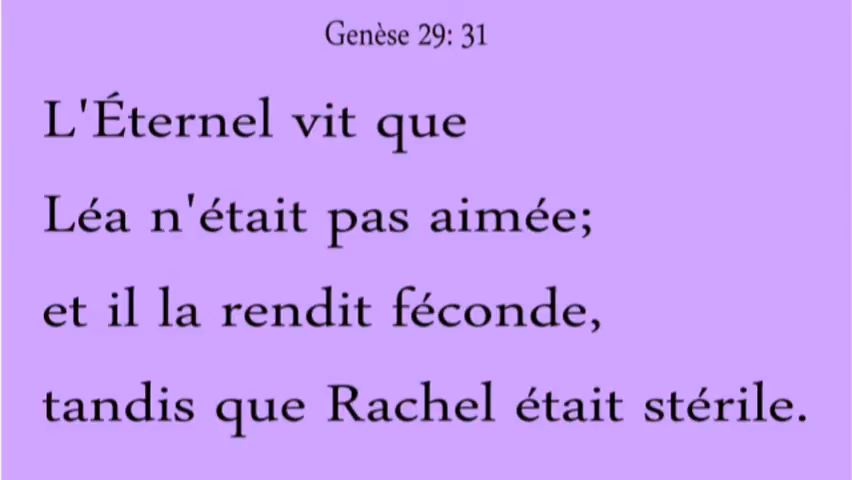 Genèse 29: 31
L'Éternel vit que
Léa n'était pas aimée;
et il la rendit féconde,
tandis que Rachel était stérile.